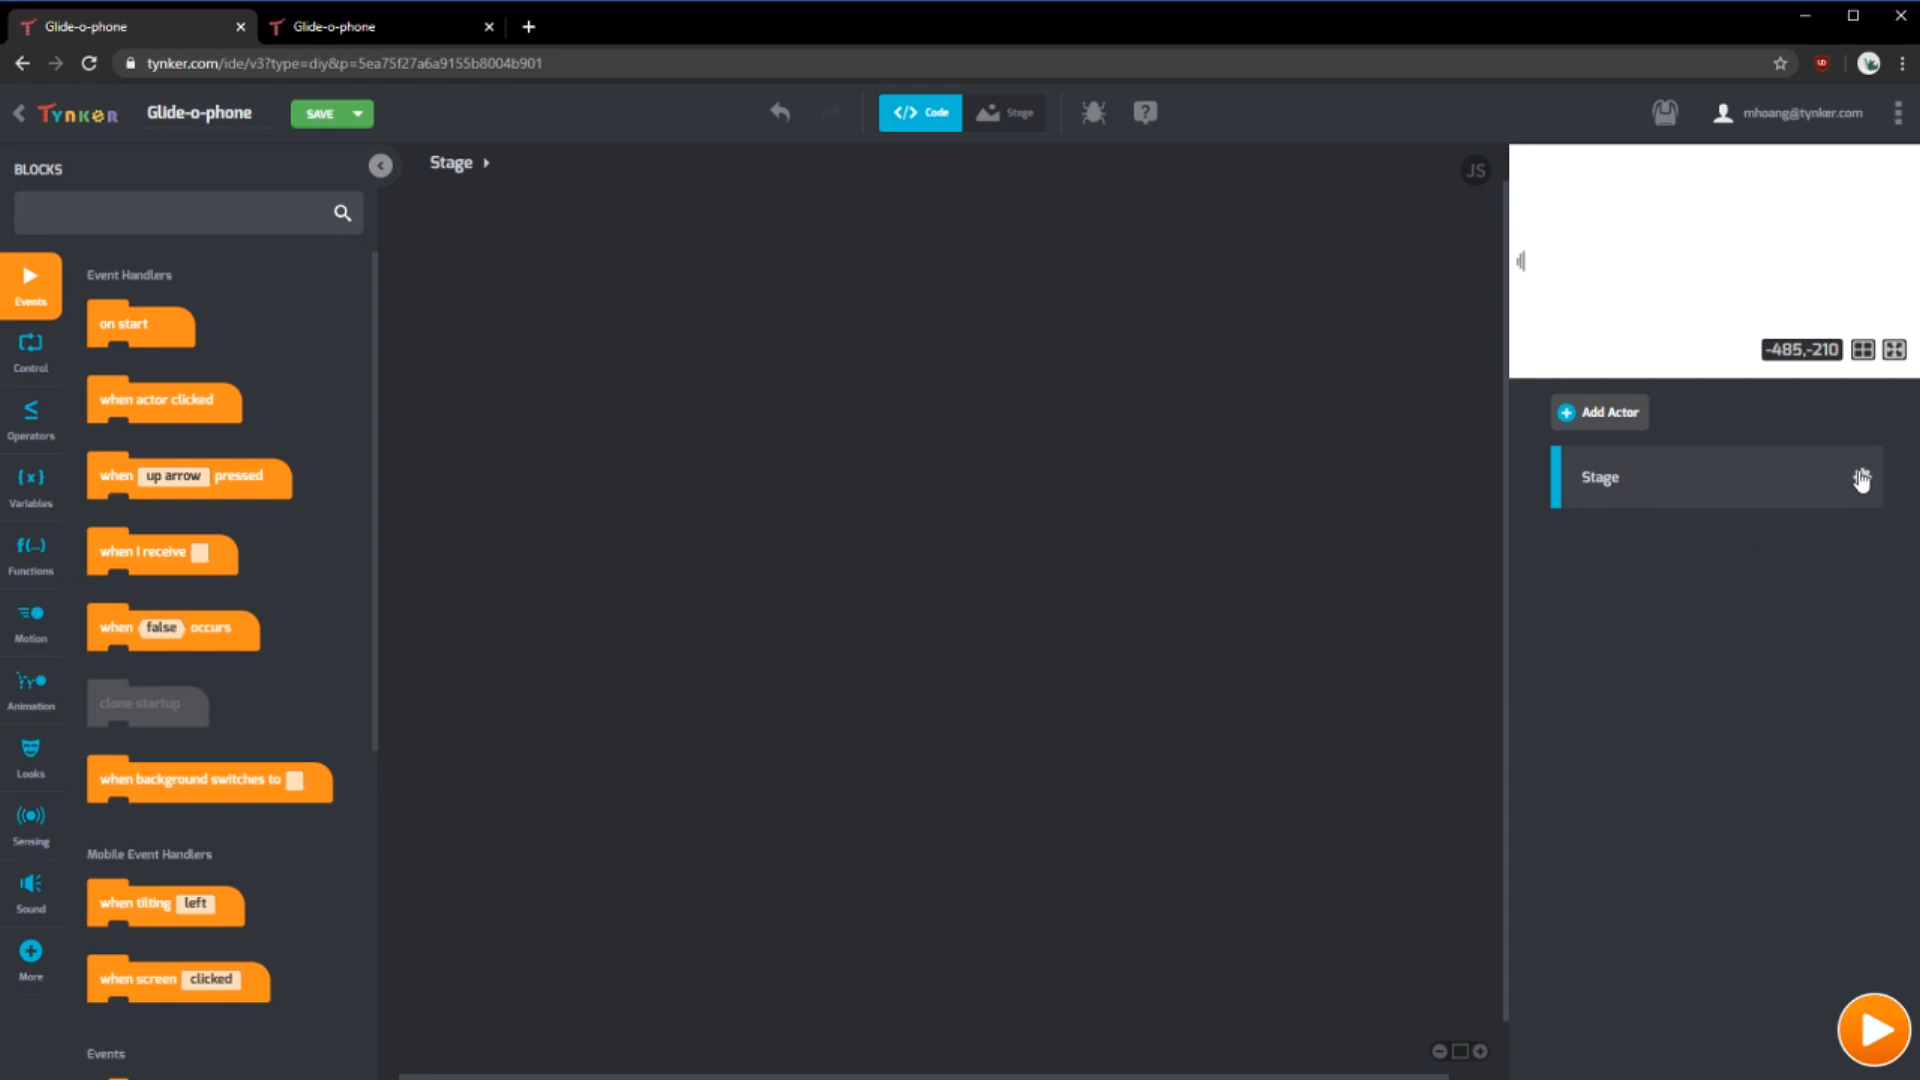 Glide-o-phone
Glide-o-phone
tynker.com/ide/v3?type=diy&p=5ea75f27a6a9155b8004b901
TYNKER
Glide-o-phone
SAVE
</> Code
Stage
?
mhoang@tynker.com
BLOCKS
Stage
JS
Events
Control
Operators
{x}
Variables
f(...)
Functions
Motion
Animation
Looks
Sensing
Sound
More
Event Handlers
on start
when actor clicked
when up arrow pressed
when I receive
when false occurs
clone startup
when background switches to
Mobile Event Handlers
when tilting left
when screen clicked
Events
-485,-210
Add Actor
Stage